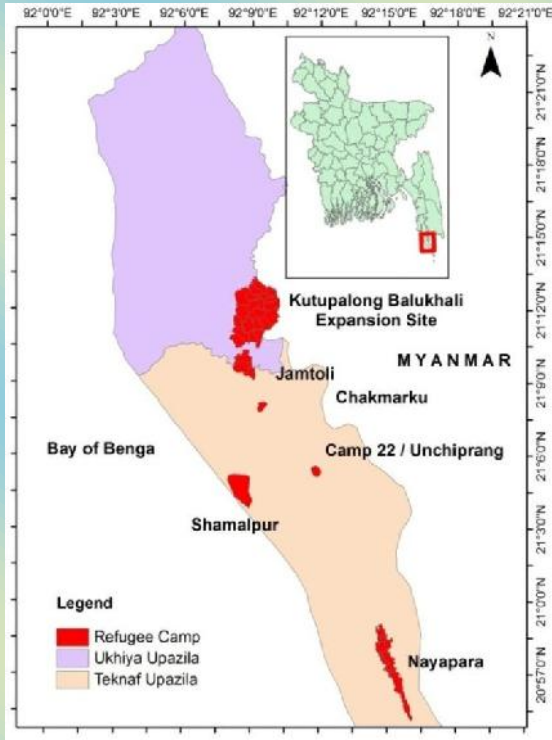 92°0'0"E 92°3'0"E 92°6'0"E 92°9'0"E 92°12'0"E 92°15'0"E 92°18'0"E 92°21'0"E
N
21°21'0"N
21°18'0"N
21°15'0"N
21°12'0"N
21°9'0"N
21°6'0"N
21°3'0"N
21°0'0"N
20°57'0"N
Kutupalong Balukhali
Expansion Site
MYANMAR
Jamtoli
Chakmarku
Bay of Benga
Camp 22 / Unchiprang
Shamalpur
Nayapara
Legend
Refugee Camp
Ukhiya Upazila
Teknaf Upazila